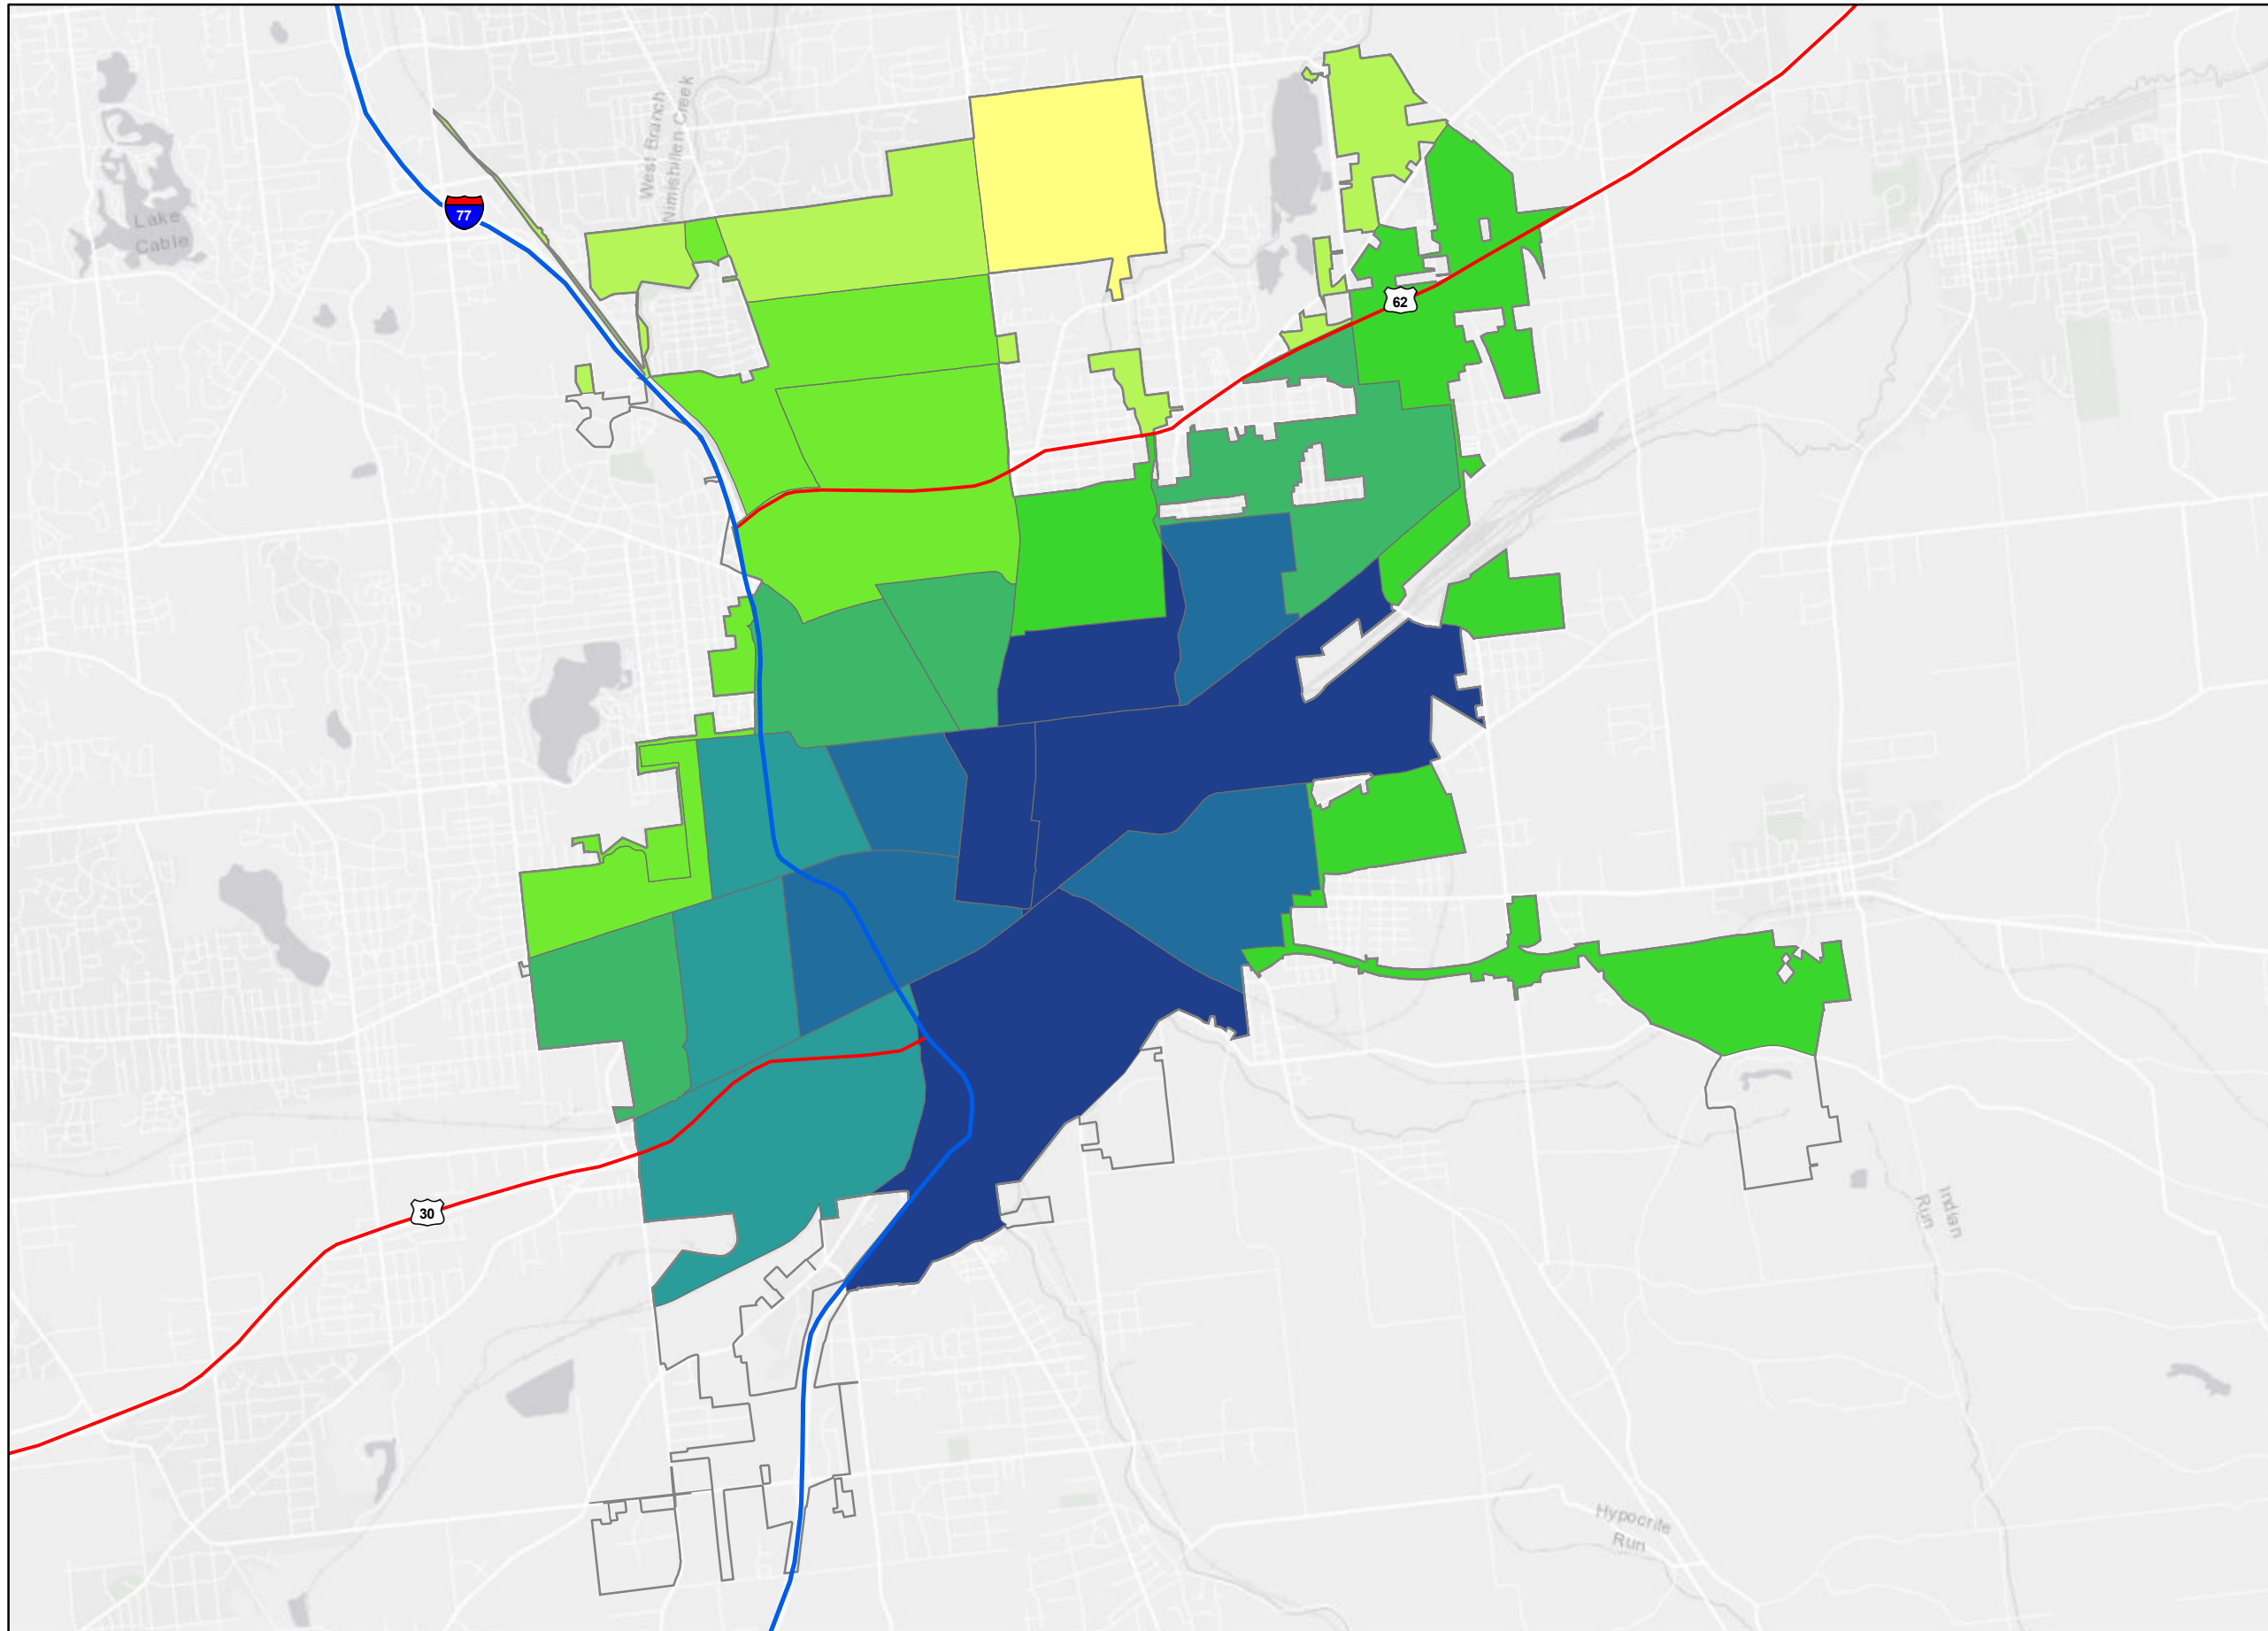 West Branch
Nimishillen Creek
Lake
Cable
77
62
30
Indian
Run
Hypocrite
Run